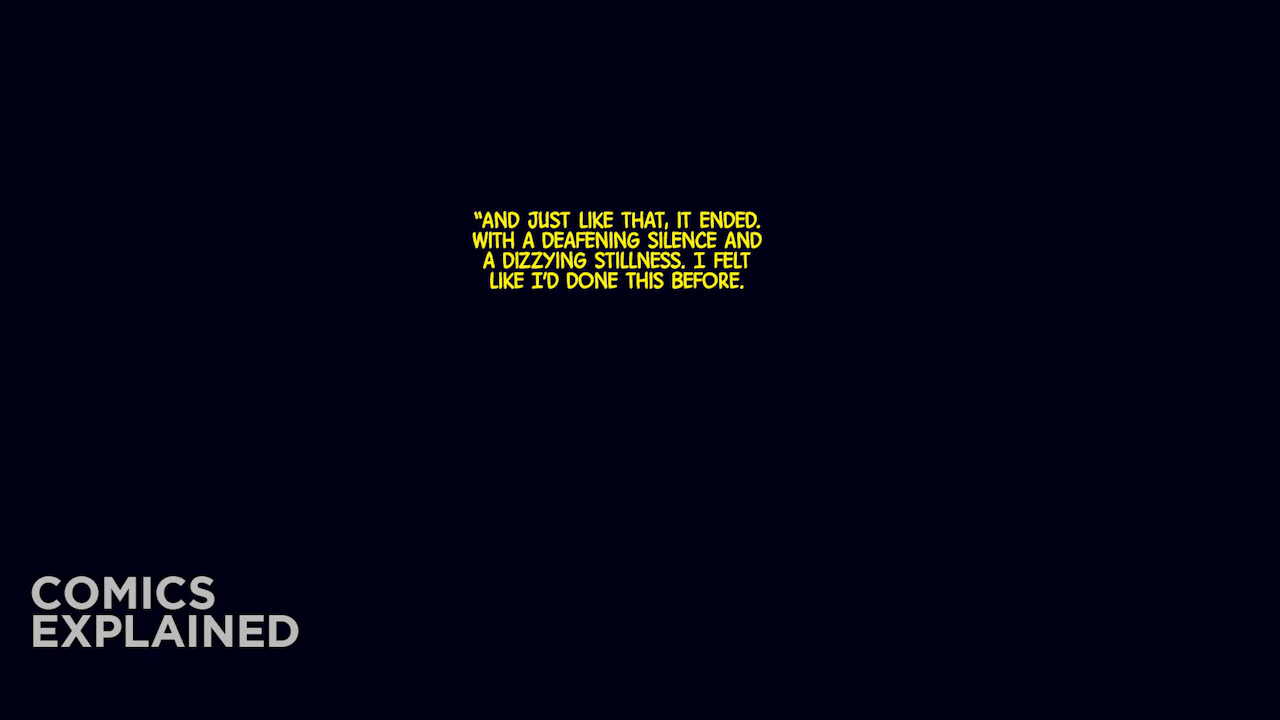 “AND JUST LIKE THAT, IT ENDED.
WITH A DEAFENING SILENCE AND
A DIZZYING STILLNESS. I FELT
LIKE I'D DONE THIS BEFORE.
COMICS
EXPLAINED